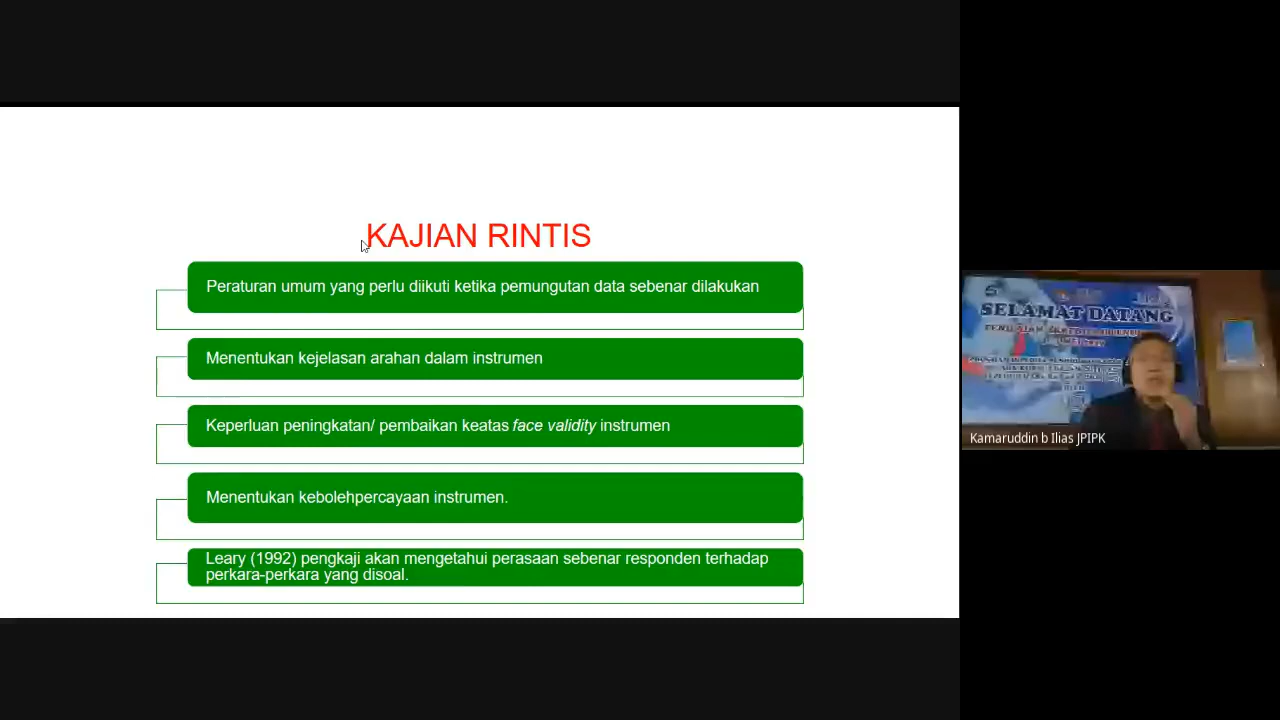 KAJIAN RINTIS
Peraturan umum yang perlu diikuti ketika pemungutan data sebenar dilakukan
Menentukan kejelasan arahan dalam instrumen
Keperluan peningkatan/ pembaikan keatas face validity instrumen
Menentukan kebolehpercayaan instrumen.
Leary (1992) pengkaji akan mengetahui perasaan sebenar responden terhadap
perkara-perkara yang disoal.
SELAMAT DATANG
Kamaruddin b Ilias JPIPK